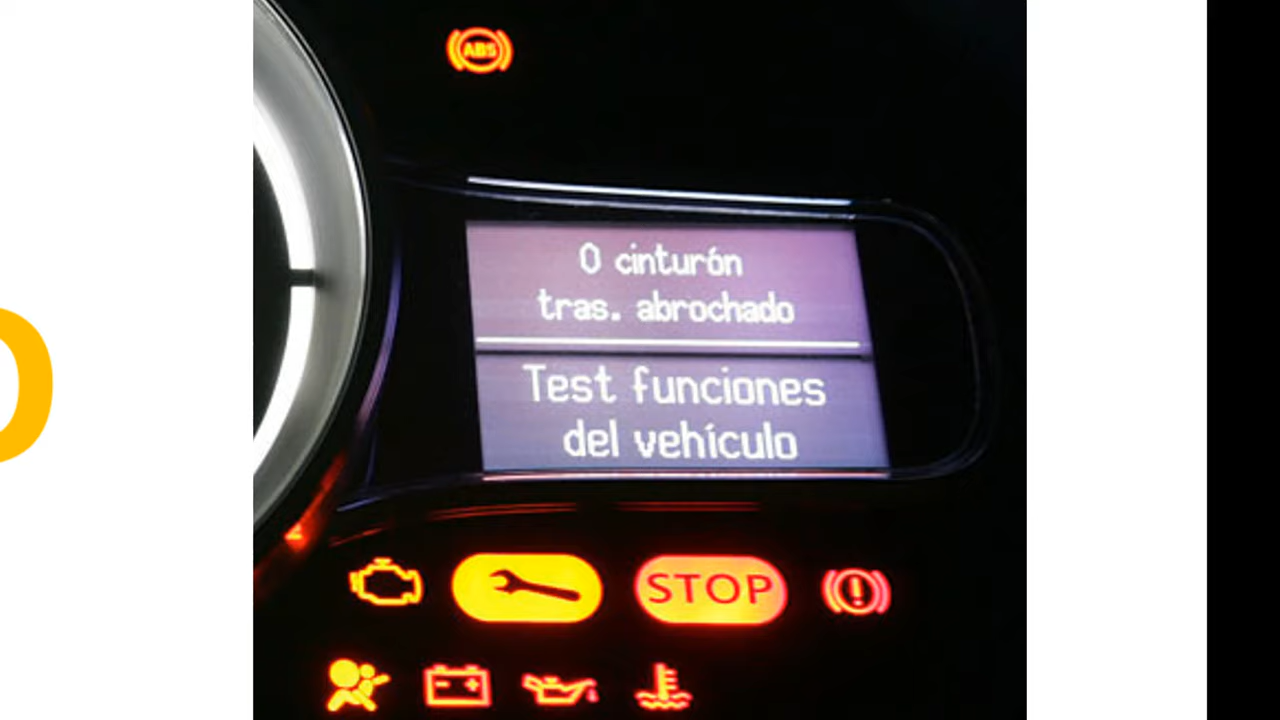 ABS
0 cinturón
tras. abrochado
Test funciones
del vehículo
STOP